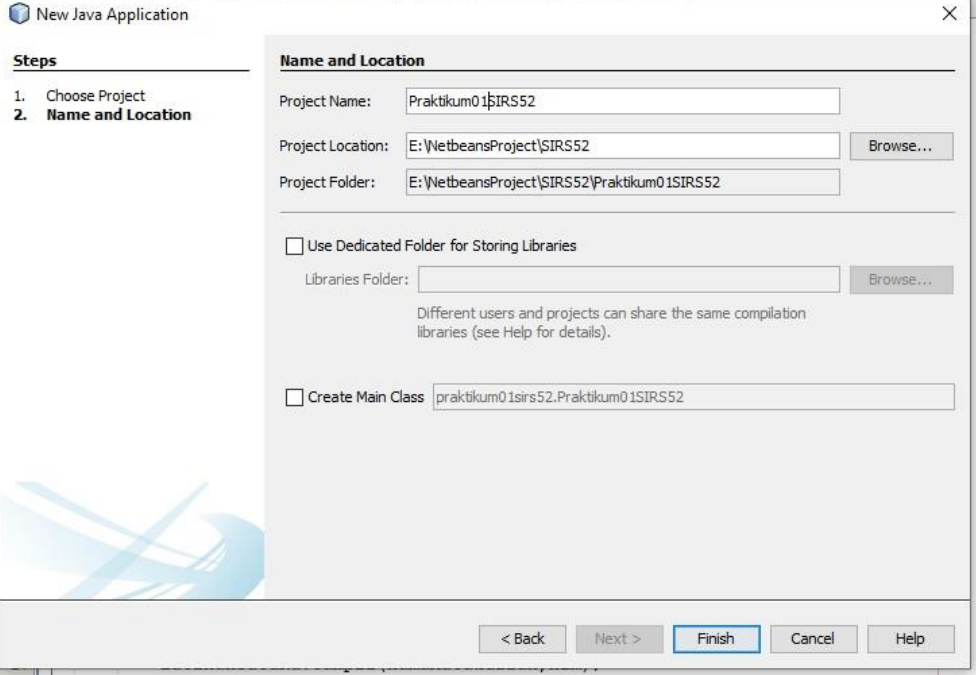 New Java Application
Steps
1. Choose Project
2. Name and Location
Name and Location
Project Name: Praktikum01SIRS52
Project Location: E:\NetbeansProject\SIRS52 Browse...
Project Folder: E:\NetbeansProject\SIRS52\Praktikum01SIRS52
Use Dedicated Folder for Storing Libraries
Libraries Folder: Browse...
Different users and projects can share the same compilation
libraries (see Help for details).
Create Main Class praktikum01sirs52.Praktikum01SIRS52
< Back Next > Finish Cancel Help